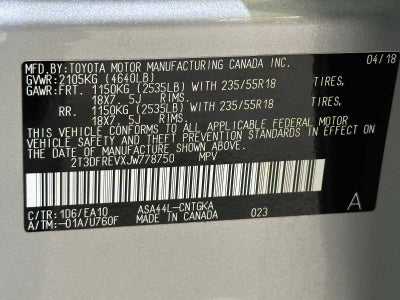 MFD. BY:TOYOTA MOTOR MANUFACTURING CANADA INC. 04/18
GVWR:2105KG (4640LB)
GAWR:FRT. 1150KG (2535LB) WITH 235/55R18 TIRES,
18X7.5J RIMS,
RR. 1150KG (2535LB) WITH 235/55R18 TIRES,
18X7.5J RIMS.
THIS VEHICLE CONFORMS TO ALL APPLICABLE FEDERAL MOTOR
VEHICLE SAFETY AND THEFT PREVENTION STANDARDS IN EFFECT
ON THE DATE OF MANUFACTURE SHOWN ABOVE.
2T3DFREVXJW778750 MPV
C/TR:1D6/EA10 ASA44L-CNTGKA
A/TM:-01A/U760F MADE IN CANADA 023 A